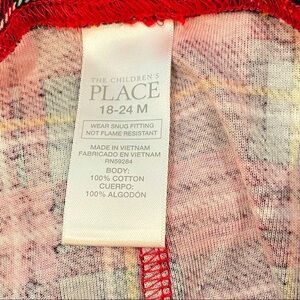 THE CHILDREN'S
PLACE
18-24 M
WEAR SNUG FITTING
NOT FLAME RESISTANT
MADE IN VIETNAM
FABRICADO EN VIETNAM
RN59284
BODY:
100% COTTON
CUERPO:
100% ALGODÓN